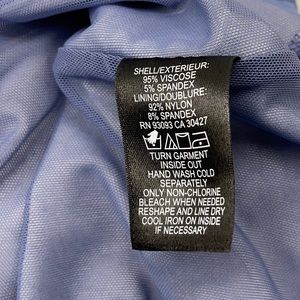 SHELL/EXTERIEUR:
95% VISCOSE
5% SPANDEX
LINING/DOUBLURE:
92% NYLON
8% SPANDEX
RN 93093 CA 30427
TURN GARMENT
INSIDE OUT
HAND WASH COLD
SEPARATELY
ONLY NON-CHLORINE
BLEACH WHEN NEEDED
RESHAPE AND LINE DRY
COOL IRON ON INSIDE
IF NECESSARY